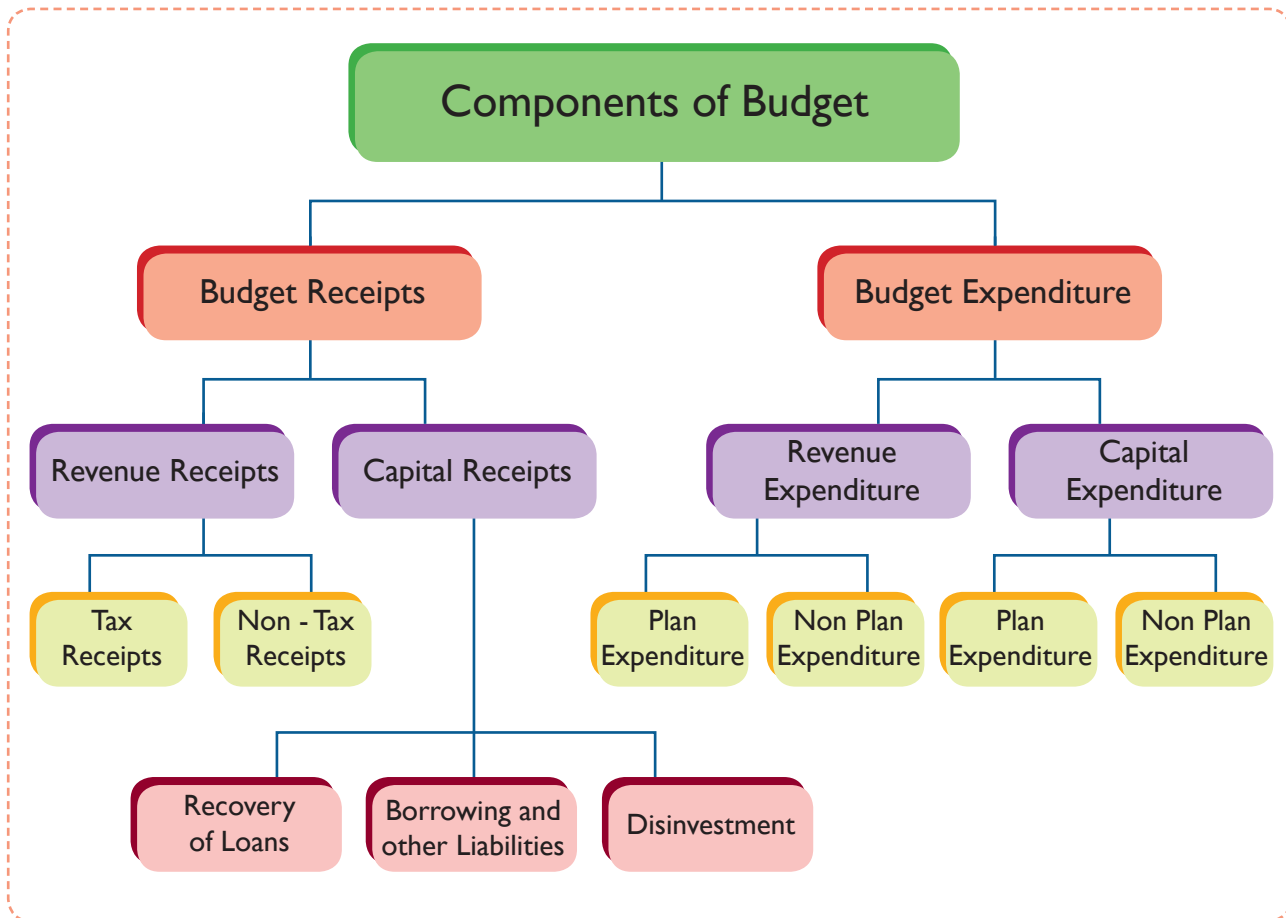 Components of Budget
Budget Receipts
Budget Expenditure
Revenue Receipts
Capital Receipts
Revenue
Expenditure
Capital
Expenditure
Tax
Receipts
Non - Tax
Receipts
Plan
Expenditure
Non Plan
Expenditure
Plan
Expenditure
Non Plan
Expenditure
Recovery
of Loans
Borrowing and
other Liabilities
Disinvestment